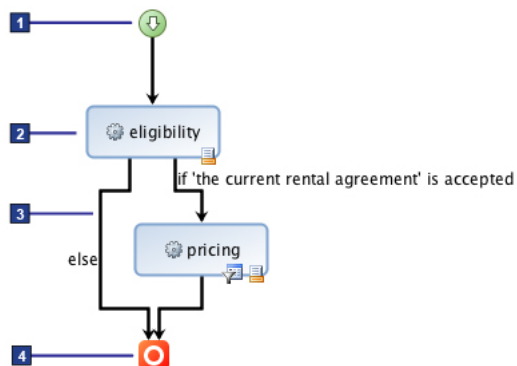 1
2
eligibility
if 'the current rental agreement' is accepted
3
pricing
else
4